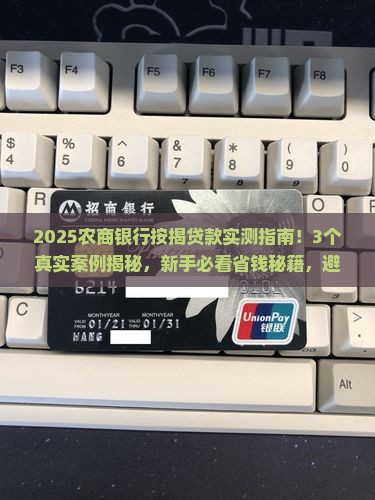 F3 F4 F5 F6 F7 F8
$ 4 % 5 ^ 6 & 7 * 8 ( 9 ) 0
R
招商银行
CHINA MERCHANTS BANK
2025农商银行按揭贷款实测指南！3个
真实案例揭秘，新手必看省钱秘籍，避
6214
MONTH/YEAR MONTH/YEAR
VALID FROM 01/21 VALID THRU 01/31
WANG
UnionPay
银联
Alt